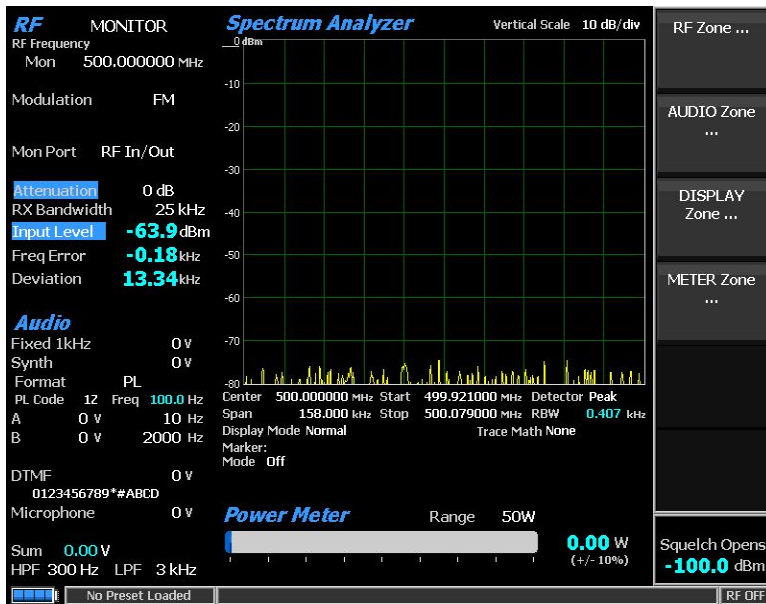 RF MONITOR
RF Frequency
Mon 500.000000 MHz
Modulation FM
Mon Port RF In/Out
Attenuation 0 dB
RX Bandwidth 25 kHz
Input Level -63.9 dBm
Freq Error -0.18 kHz
Deviation 13.34 kHz
Audio
Fixed 1kHz 0 V
Synth 0 V
Format PL
PL Code 12 Freq 100.0 Hz
A 0 V 10 Hz
B 0 V 2000 Hz
DTMF 0 V
0123456789*#ABCD
Microphone 0 V
Sum 0.00 V
HPF 300 Hz LPF 3 kHz
Spectrum Analyzer Vertical Scale 10 dB/div
0 dBm
-10
-20
-30
-40
-50
-60
-70
-80
Center 500.000000 MHz Start 499.921000 MHz Detector Peak
Span 158.000 kHz Stop 500.079000 MHz RBW 0.407 kHz
Display Mode Normal Trace Math None
Marker:
Mode Off
Power Meter Range 50W
0.00 W
(+/- 10%)
RF Zone ...
AUDIO Zone
...
DISPLAY
Zone ...
METER Zone
...
Squelch Opens
-100.0 dBm
No Preset Loaded
RF OFF